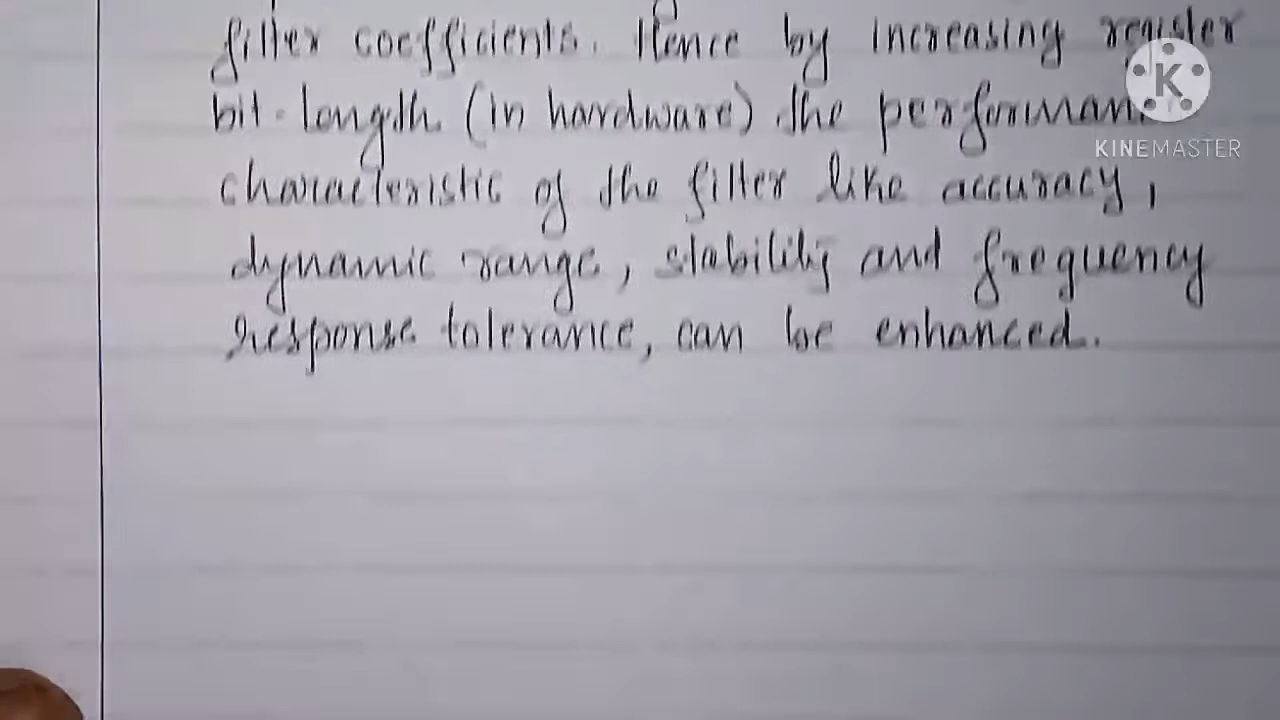 filter coefficients. Hence by increasing register
bit-length (in hardware) the performan
characteristic of the filter like accuracy,
dynamic range, stability and frequency
response tolerance, can be enhanced.
K
KINEMASTER